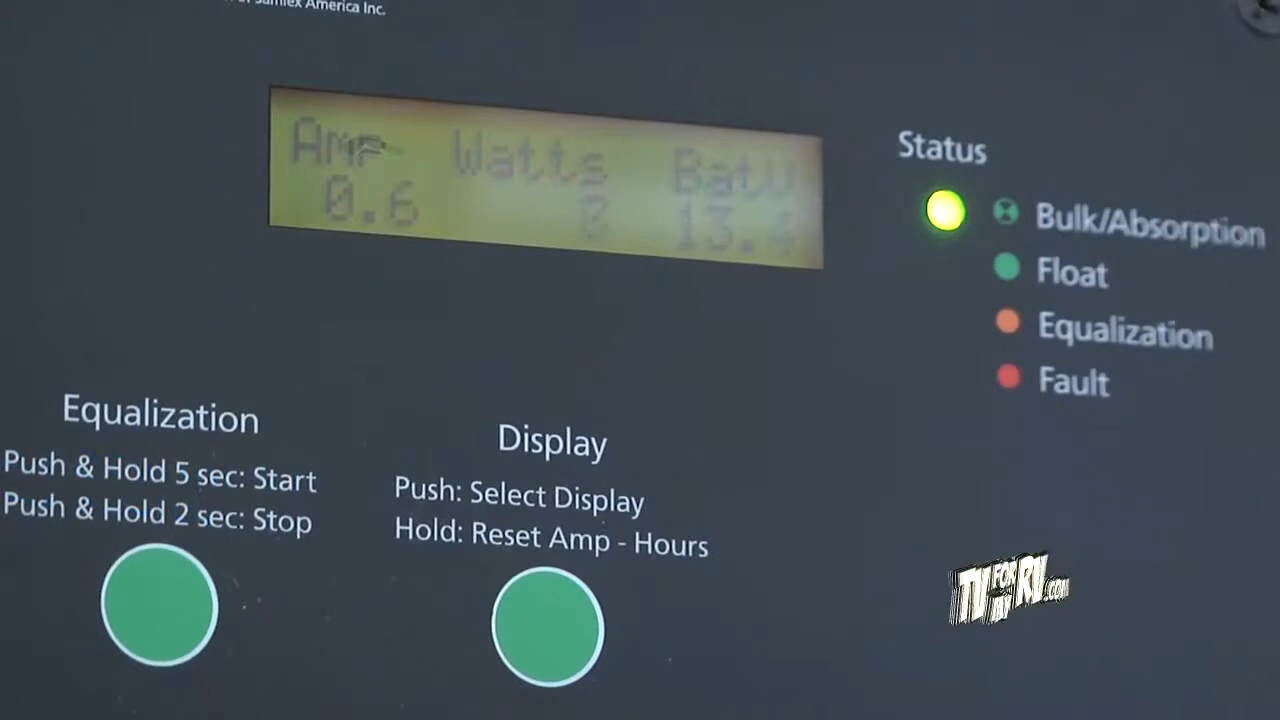 Samlex America Inc.
Amp Watts BatV
0.6 13.
Status
Bulk/Absorption
Float
Equalization
Fault
Equalization
Push & Hold 5 sec: Start
Push & Hold 2 sec: Stop
Display
Push: Select Display
Hold: Reset Amp - Hours
TV FOR MY RV.COM